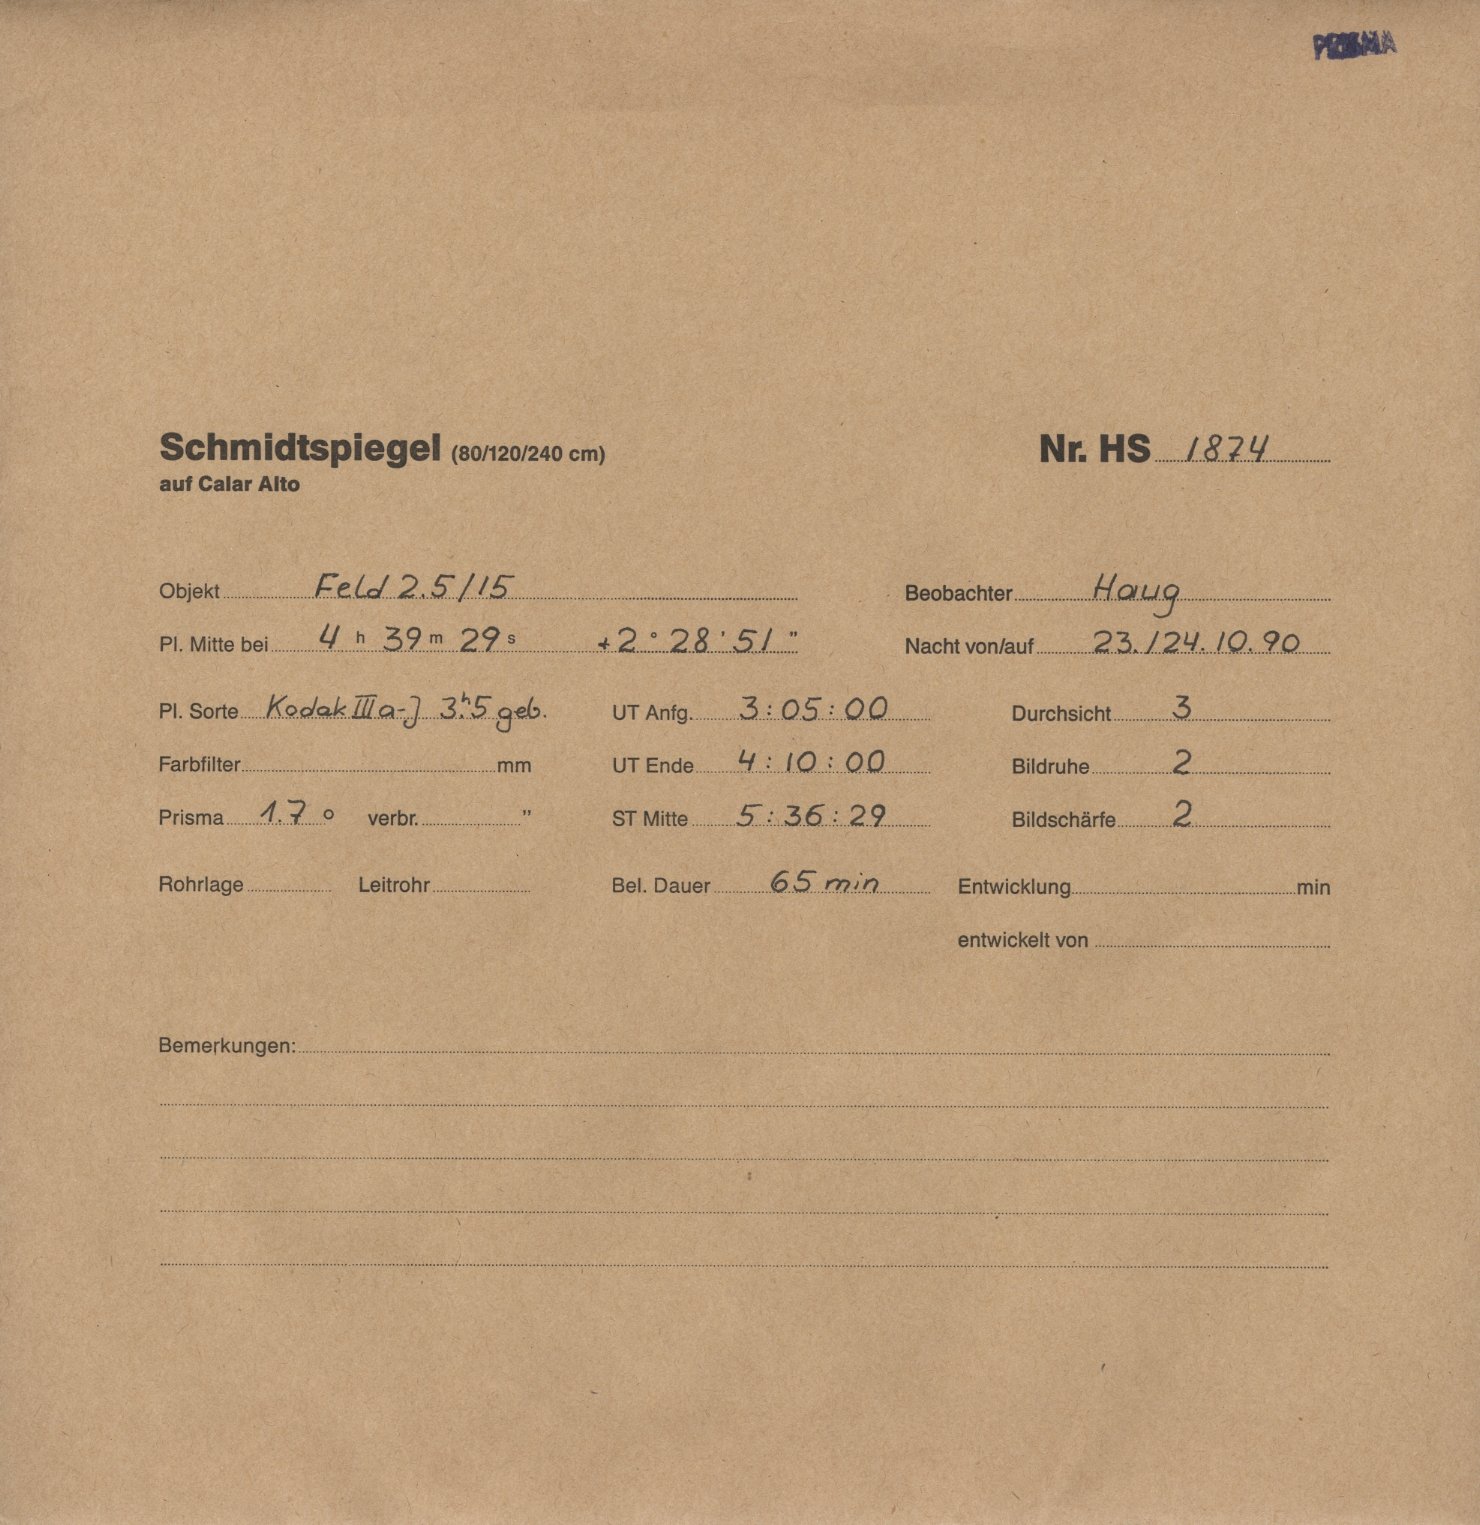 PRISMA
Schmidtspiegel (80/120/240 cm) Nr. HS 1874
auf Calar Alto
Objekt Feld 2.5/15 Beobachter Haug
Pl. Mitte bei 4 h 39 m 29 s +2 ° 28 ' 51 " Nacht von/auf 23./24.10.90
Pl. Sorte Kodak IIIa-J 3ʰ.5 geb. UT Anfg. 3:05:00 Durchsicht 3
Farbfilter mm UT Ende 4:10:00 Bildruhe 2
Prisma 1.7 ° verbr. " ST Mitte 5:36:29 Bildschärfe 2
Rohrlage Leitrohr Bel. Dauer 65 min Entwicklung min
entwickelt von
Bemerkungen: